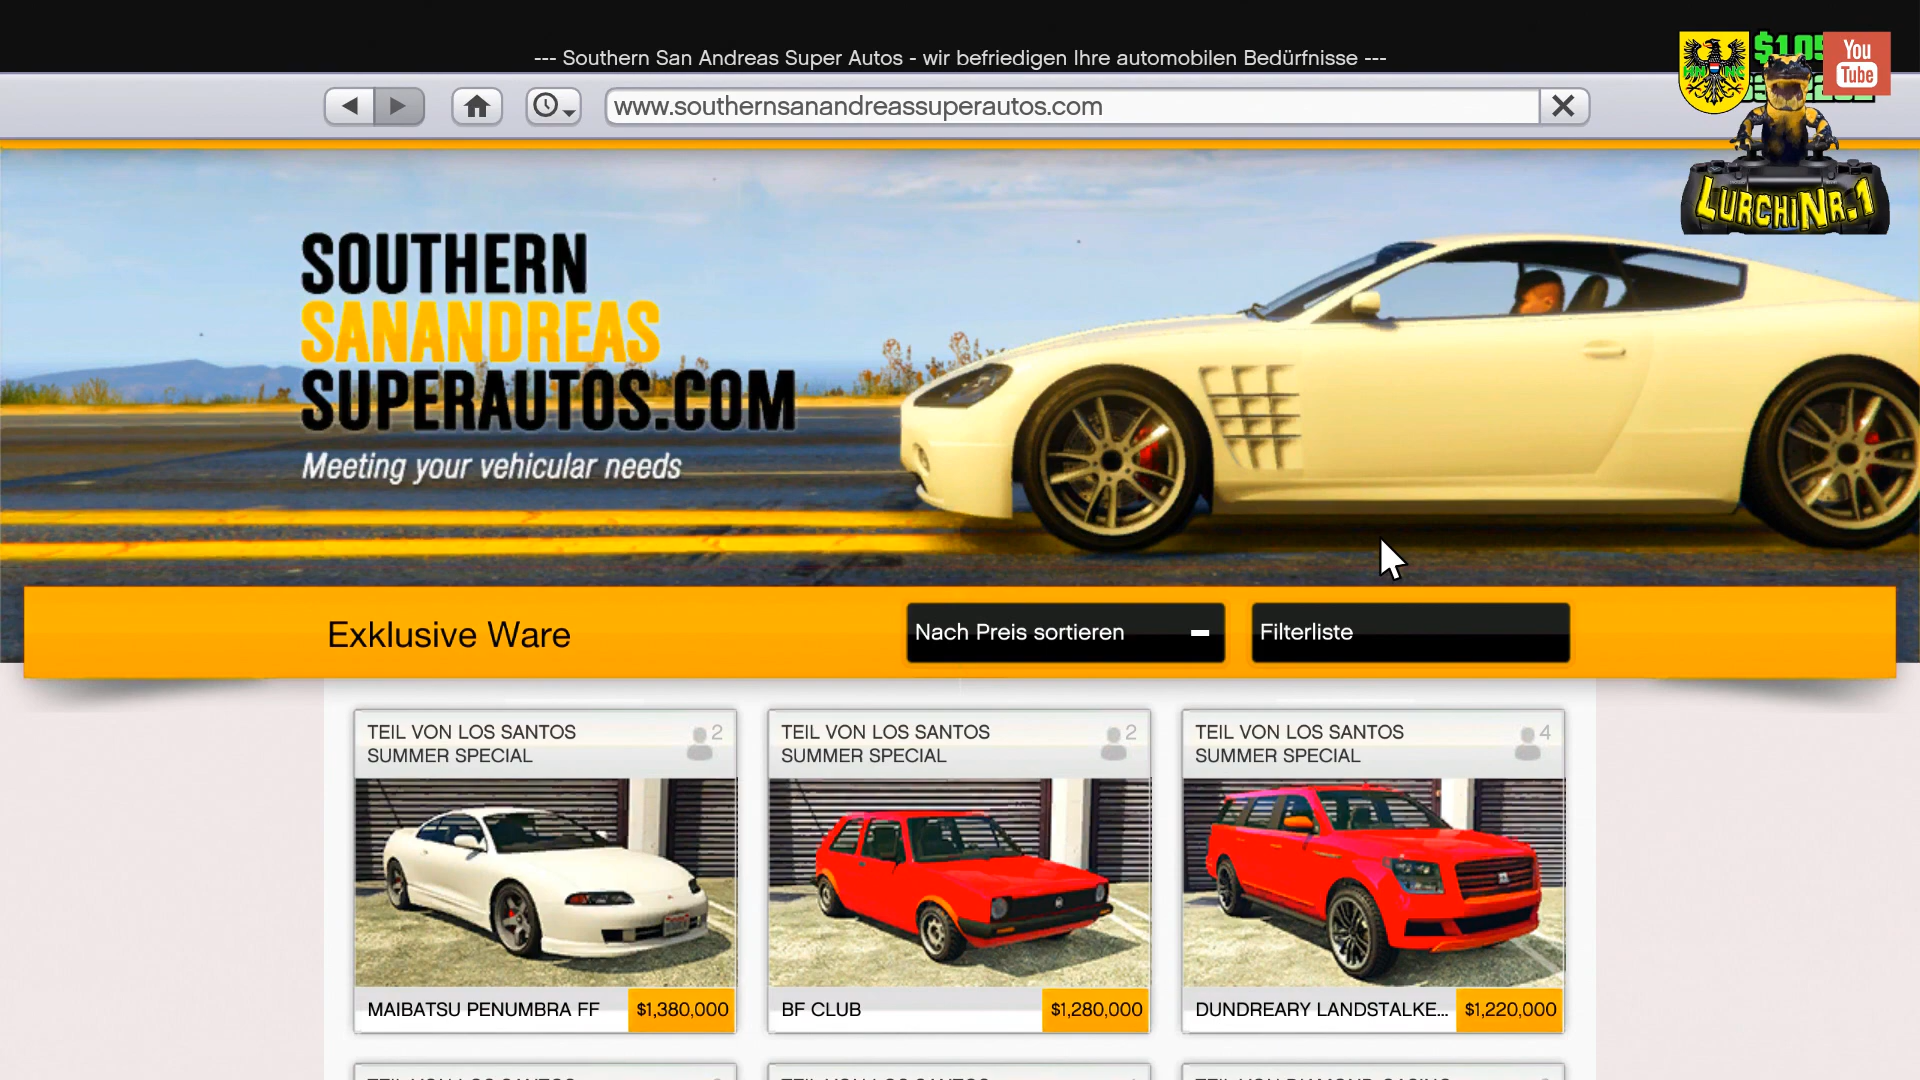 --- Southern San Andreas Super Autos - wir befriedigen Ihre automobilen Bedürfnisse ---
www.southernsanandreassuperautos.com
You
Tube
LURCHINR.1
SOUTHERN
SANANDREAS
SUPERAUTOS.COM
Meeting your vehicular needs
Exklusive Ware
Nach Preis sortieren
Filterliste
TEIL VON LOS SANTOS
SUMMER SPECIAL
2
TEIL VON LOS SANTOS
SUMMER SPECIAL
2
TEIL VON LOS SANTOS
SUMMER SPECIAL
4
MAIBATSU PENUMBRA FF
$1,380,000
BF CLUB
$1,280,000
DUNDREARY LANDSTALKE...
$1,220,000